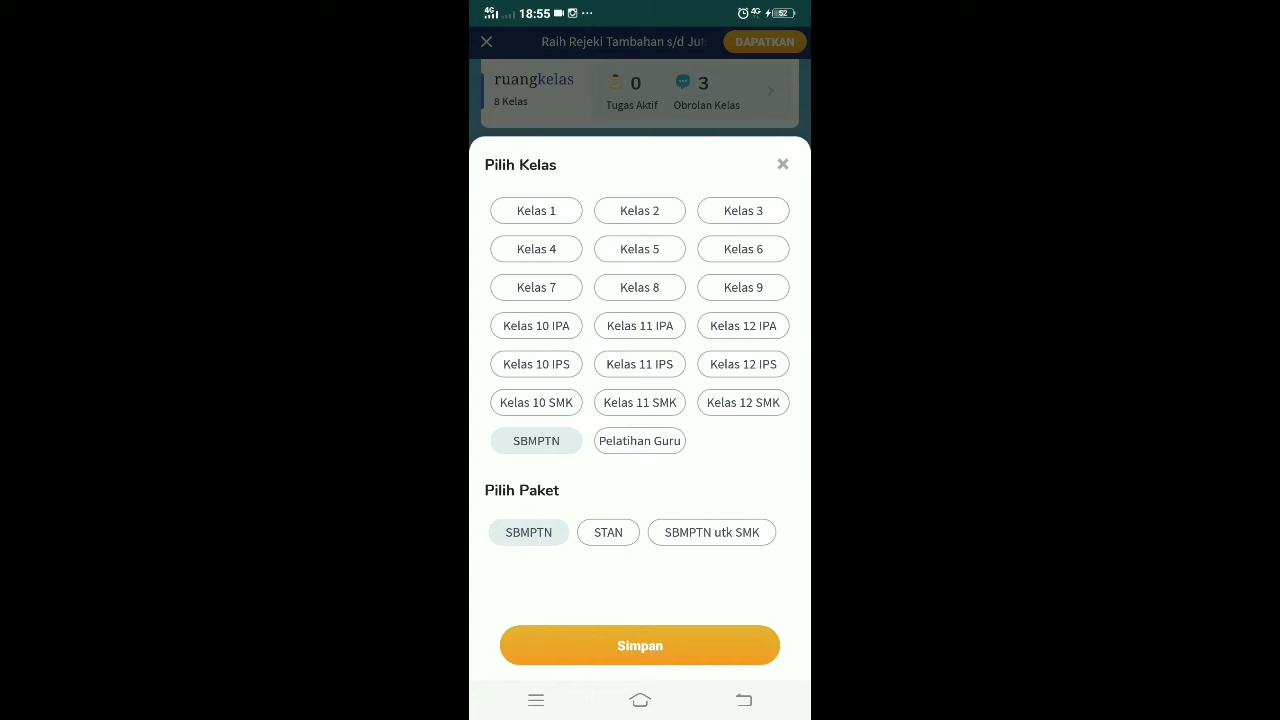 4G 18:55 ... 4G 52
Raih Rejeki Tambahan s/d Jut DAPATKAN
ruangkelas 0 3
8 Kelas Tugas Aktif Obrolan Kelas
Pilih Kelas
Kelas 1 Kelas 2 Kelas 3
Kelas 4 Kelas 5 Kelas 6
Kelas 7 Kelas 8 Kelas 9
Kelas 10 IPA Kelas 11 IPA Kelas 12 IPA
Kelas 10 IPS Kelas 11 IPS Kelas 12 IPS
Kelas 10 SMK Kelas 11 SMK Kelas 12 SMK
SBMPTN Pelatihan Guru
Pilih Paket
SBMPTN STAN SBMPTN utk SMK
Simpan